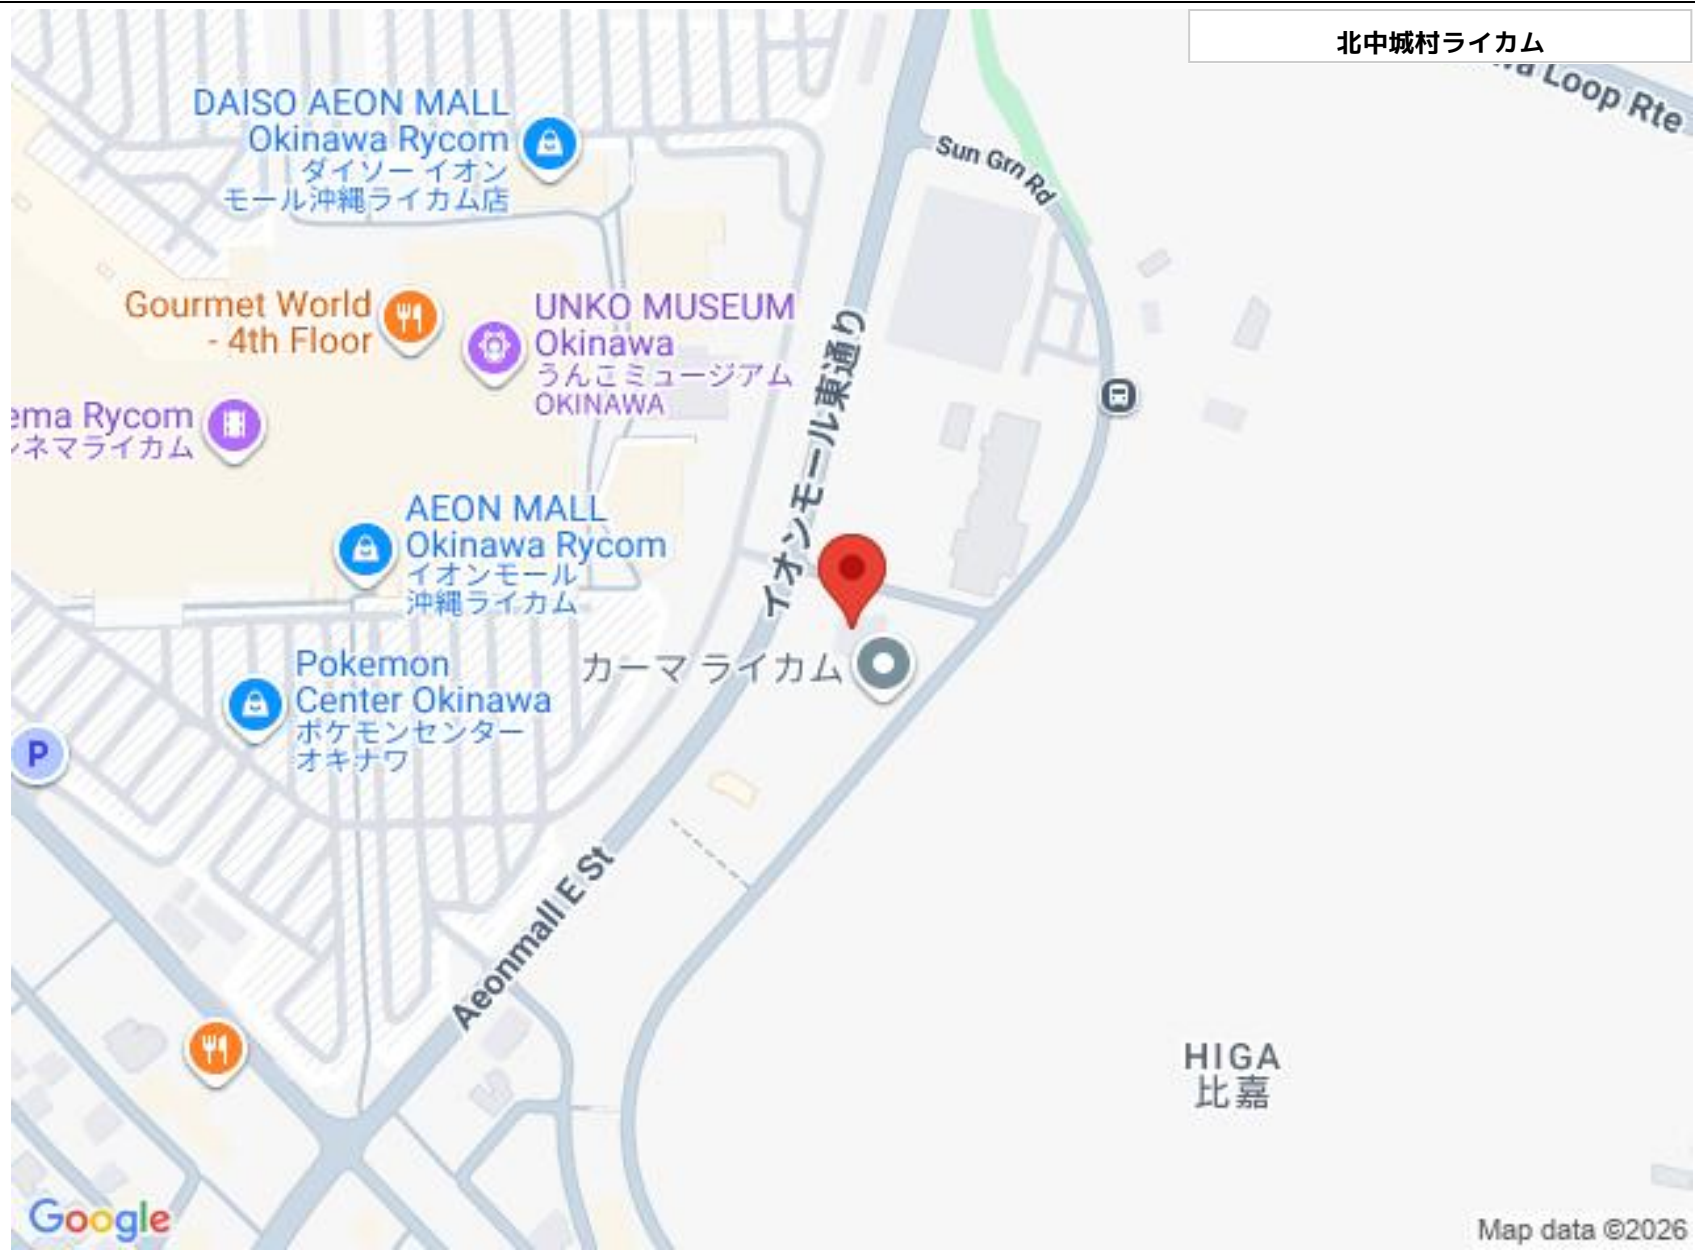 北中城村ライカム
Loop Rte
DAISO AEON MALL
Okinawa Rycom
ダイソー イオン
モール沖縄ライカム店
Sun Grn Rd
Gourmet World
- 4th Floor
UNKO MUSEUM
Okinawa
うんこミュージアム
OKINAWA
イオンモール東通り
ema Rycom
シネマライカム
AEON MALL
Okinawa Rycom
イオンモール
沖縄ライカム
カーマ ライカム
Pokemon
Center Okinawa
ポケモンセンター
オキナワ
P
Aeonmall E St
HIGA
比嘉
Google
Map data ©2026